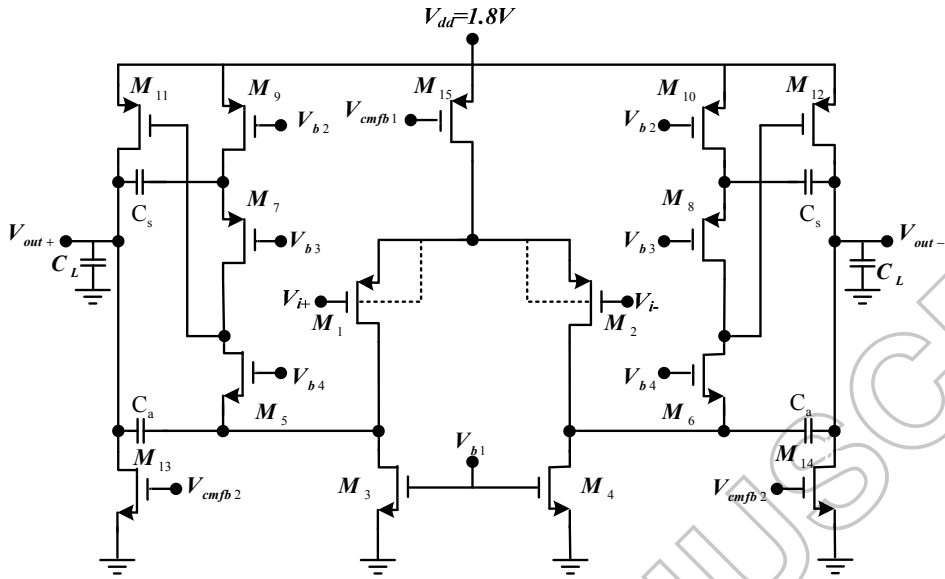 V_dd=1.8V
M_11 M_9 M_15 M_10 M_12
V_b2 V_cmfb1 V_b2
C_s M_7 M_8 C_s
V_out+ V_b3 V_b3 V_out-
C_L C_L
V_i+ V_i-
M_1 M_2
V_b4 V_b4
C_a M_5 M_6 C_a
M_13 V_b1 M_14
V_cmfb2 M_3 M_4 V_cmfb2